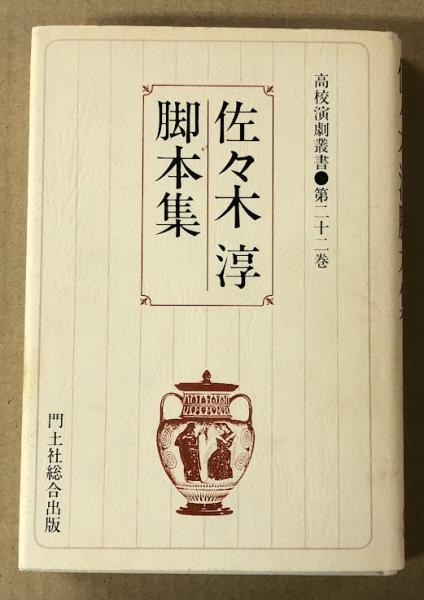 高校演劇叢書●第二十二巻
佐々木 淳
脚本集
門土社総合出版